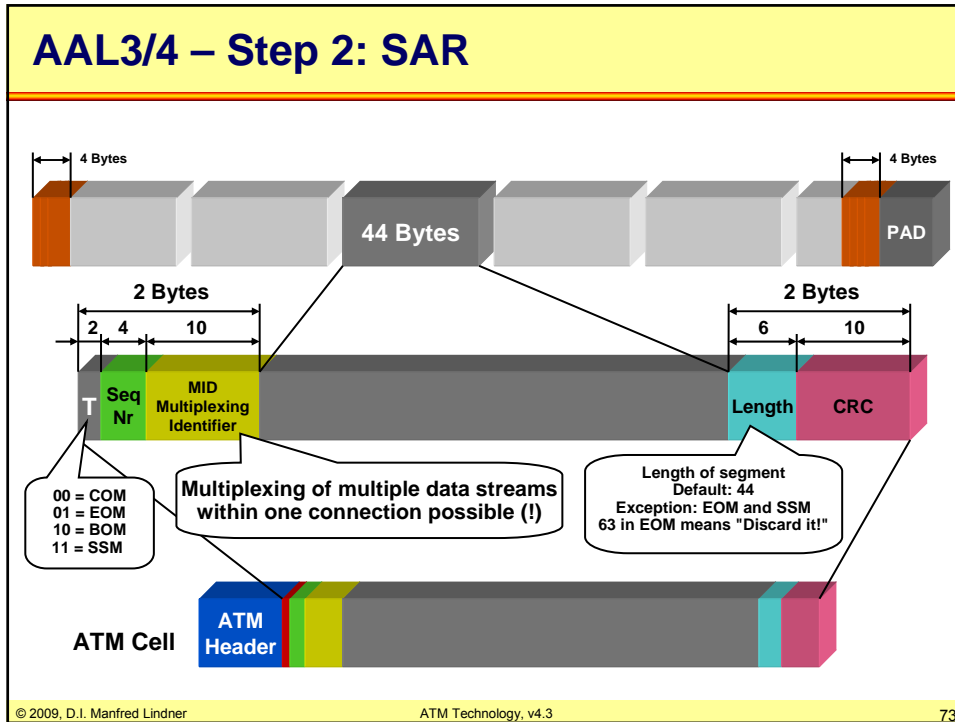 AAL3/4 – Step 2: SAR
4 Bytes
4 Bytes
44 Bytes
PAD
2 Bytes
2 Bytes
2 4 10
6 10
T
Seq
Nr
MID
Multiplexing
Identifier
Length
CRC
00 = COM
01 = EOM
10 = BOM
11 = SSM
Multiplexing of multiple data streams
within one connection possible (!)
Length of segment
Default: 44
Exception: EOM and SSM
63 in EOM means "Discard it!"
ATM Cell
ATM
Header
© 2009, D.I. Manfred Lindner
ATM Technology, v4.3
73